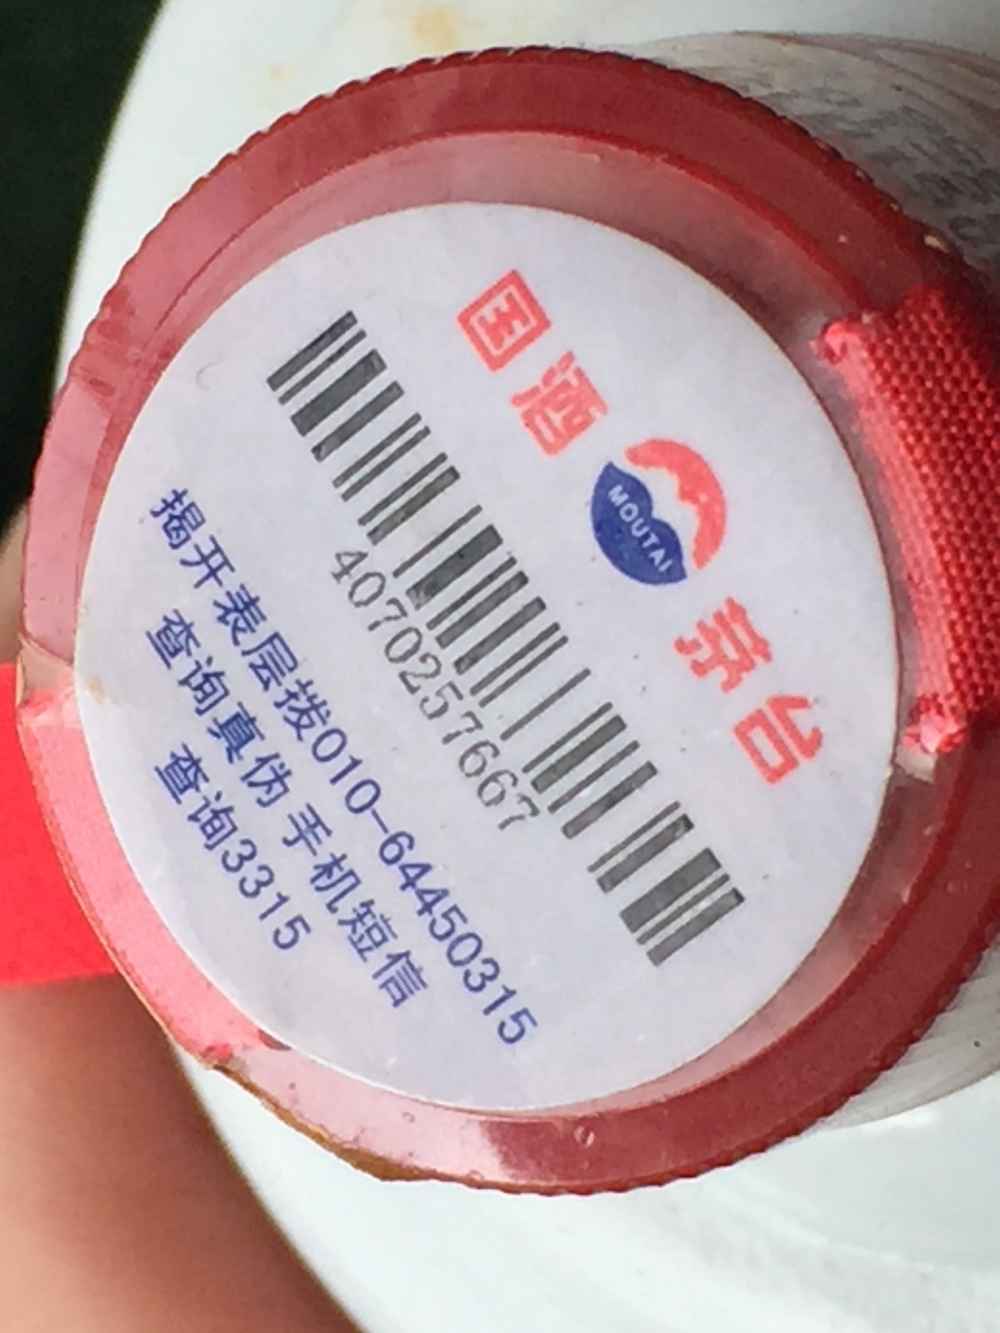 国酒
MOUTAI
茅台
4070257667
揭开表层拨010-64450315
查询真伪 手机短信
查询3315